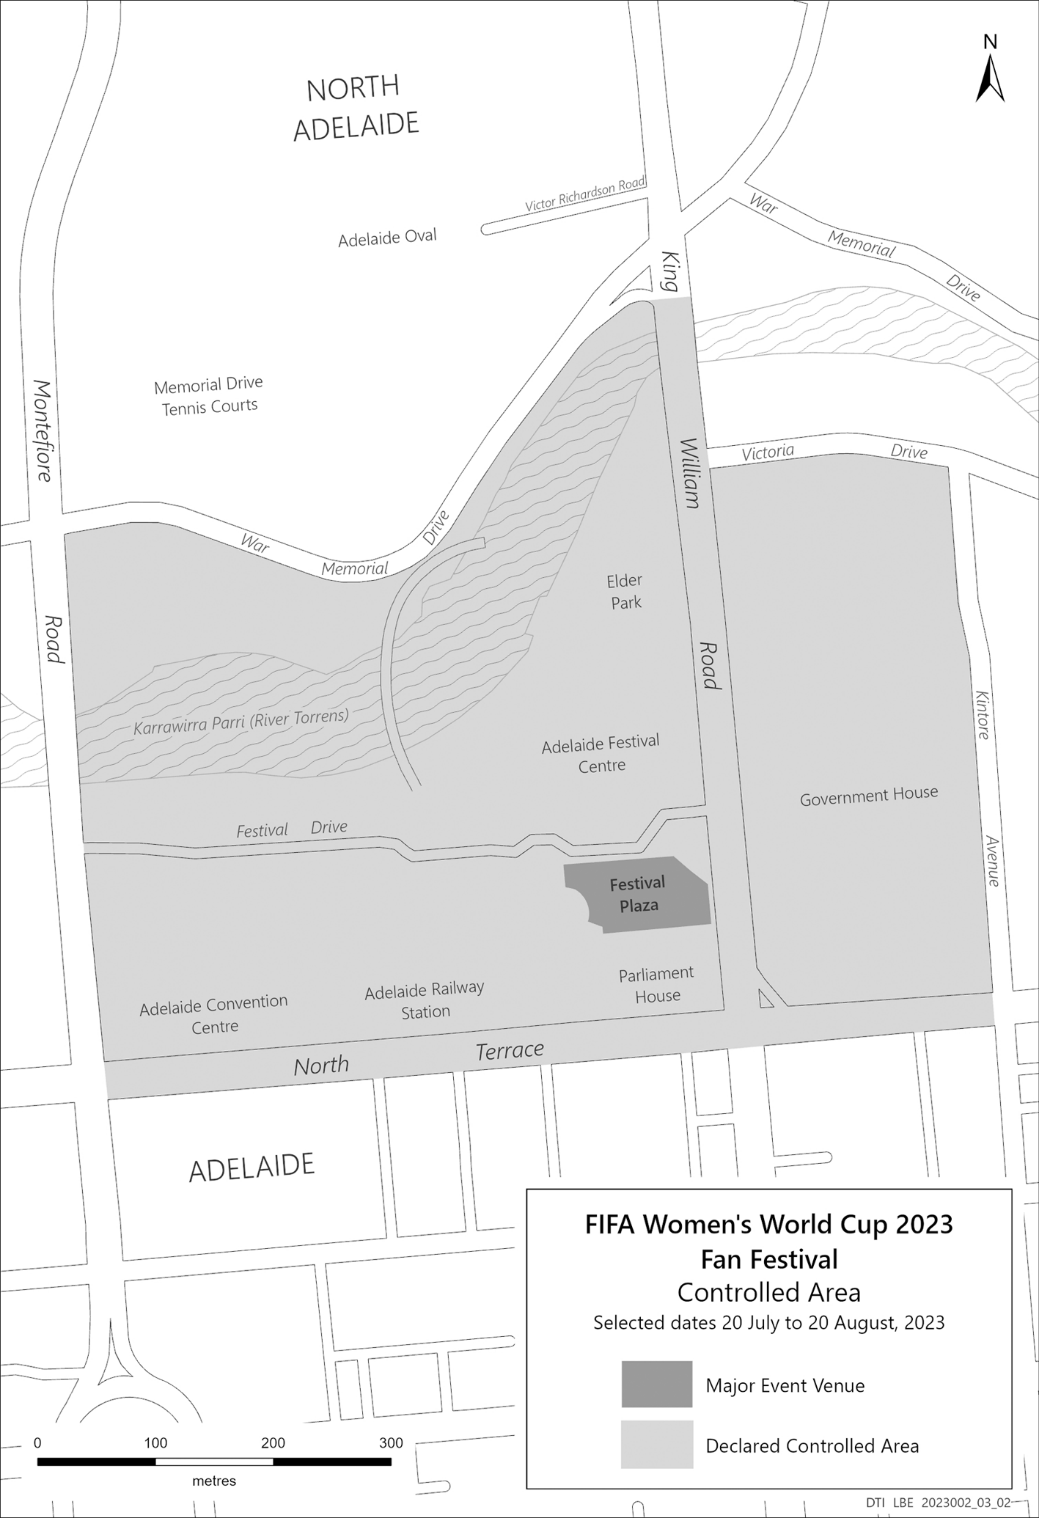 N
NORTH
ADELAIDE
Victor Richardson Road
Adelaide Oval
War Memorial Drive
King William Road
Montefiore Road
Memorial Drive
Tennis Courts
Victoria Drive
War Memorial Drive
Elder
Park
Karrawirra Parri (River Torrens)
Adelaide Festival
Centre
Kintore Avenue
Government House
Festival Drive
Festival
Plaza
Parliament
House
Adelaide Railway
Station
Adelaide Convention
Centre
North Terrace
ADELAIDE
FIFA Women's World Cup 2023
Fan Festival
Controlled Area
Selected dates 20 July to 20 August, 2023
Major Event Venue
Declared Controlled Area
0 100 200 300
metres
DTI LBE 2023002_03_02